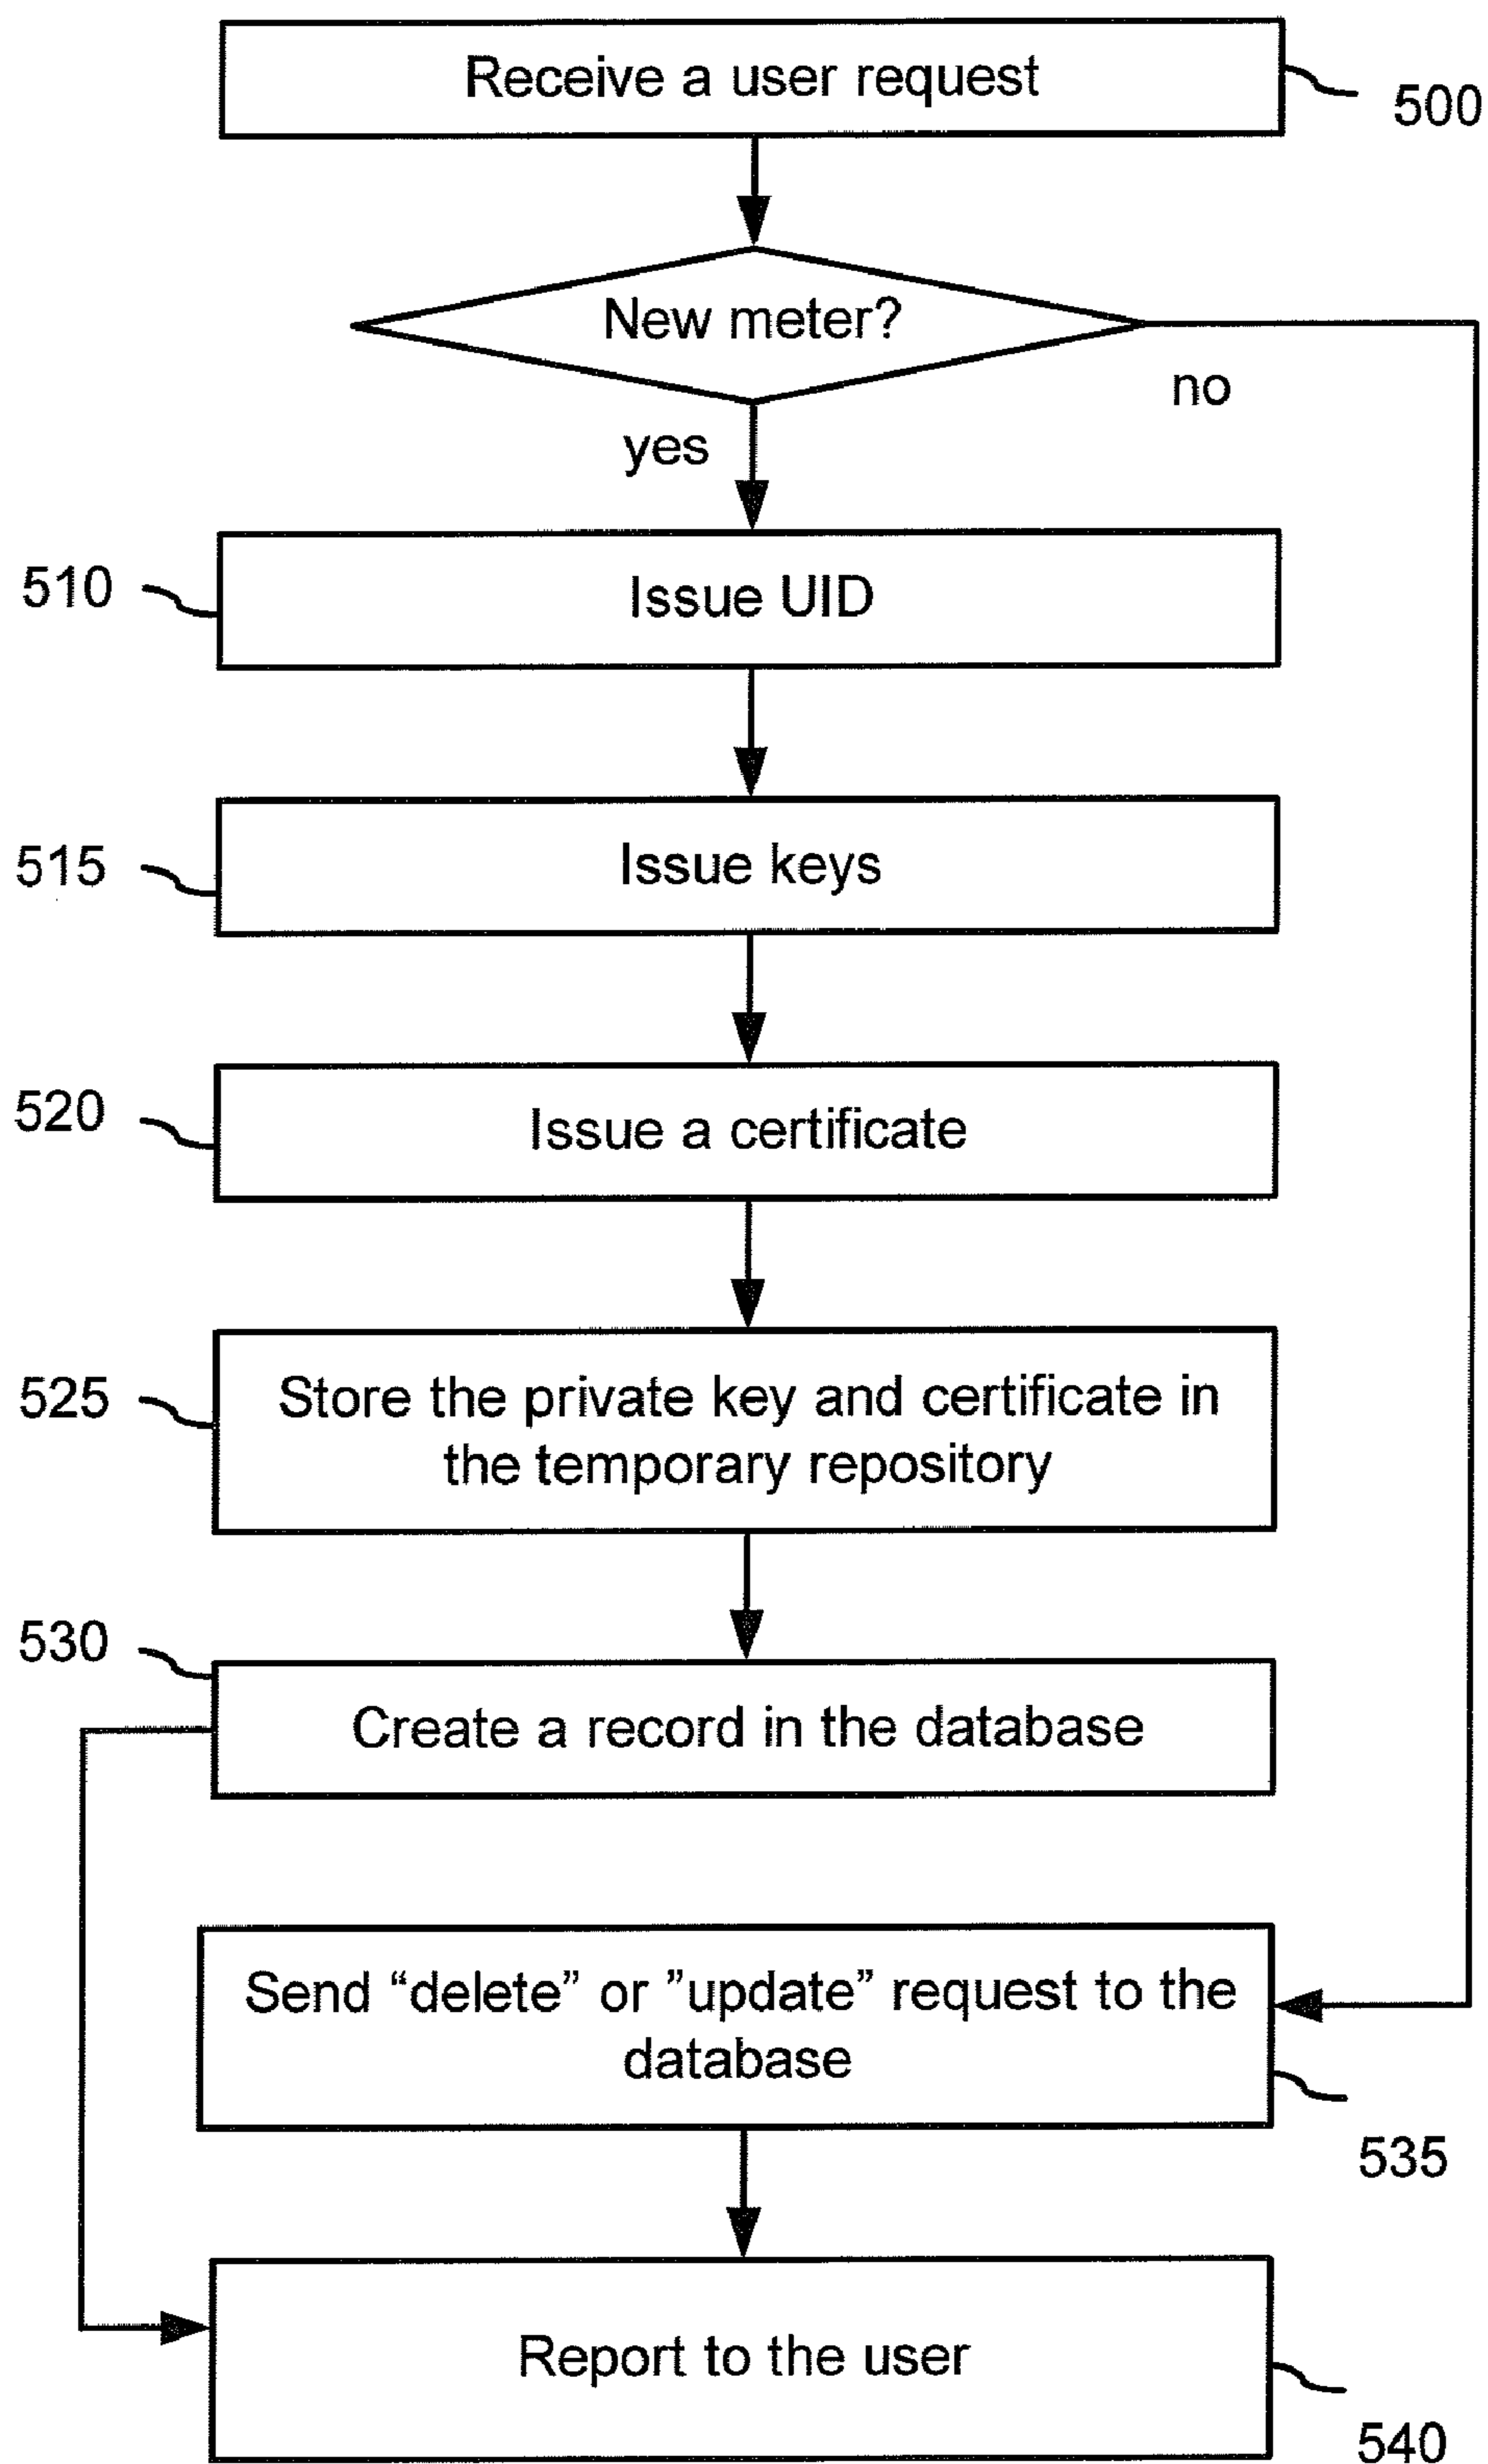 Receive a user request
500
New meter?
no
yes
510
Issue UID
515
Issue keys
520
Issue a certificate
525
Store the private key and certificate in
the temporary repository
530
Create a record in the database
Send “delete” or ”update” request to the
database
535
Report to the user
540